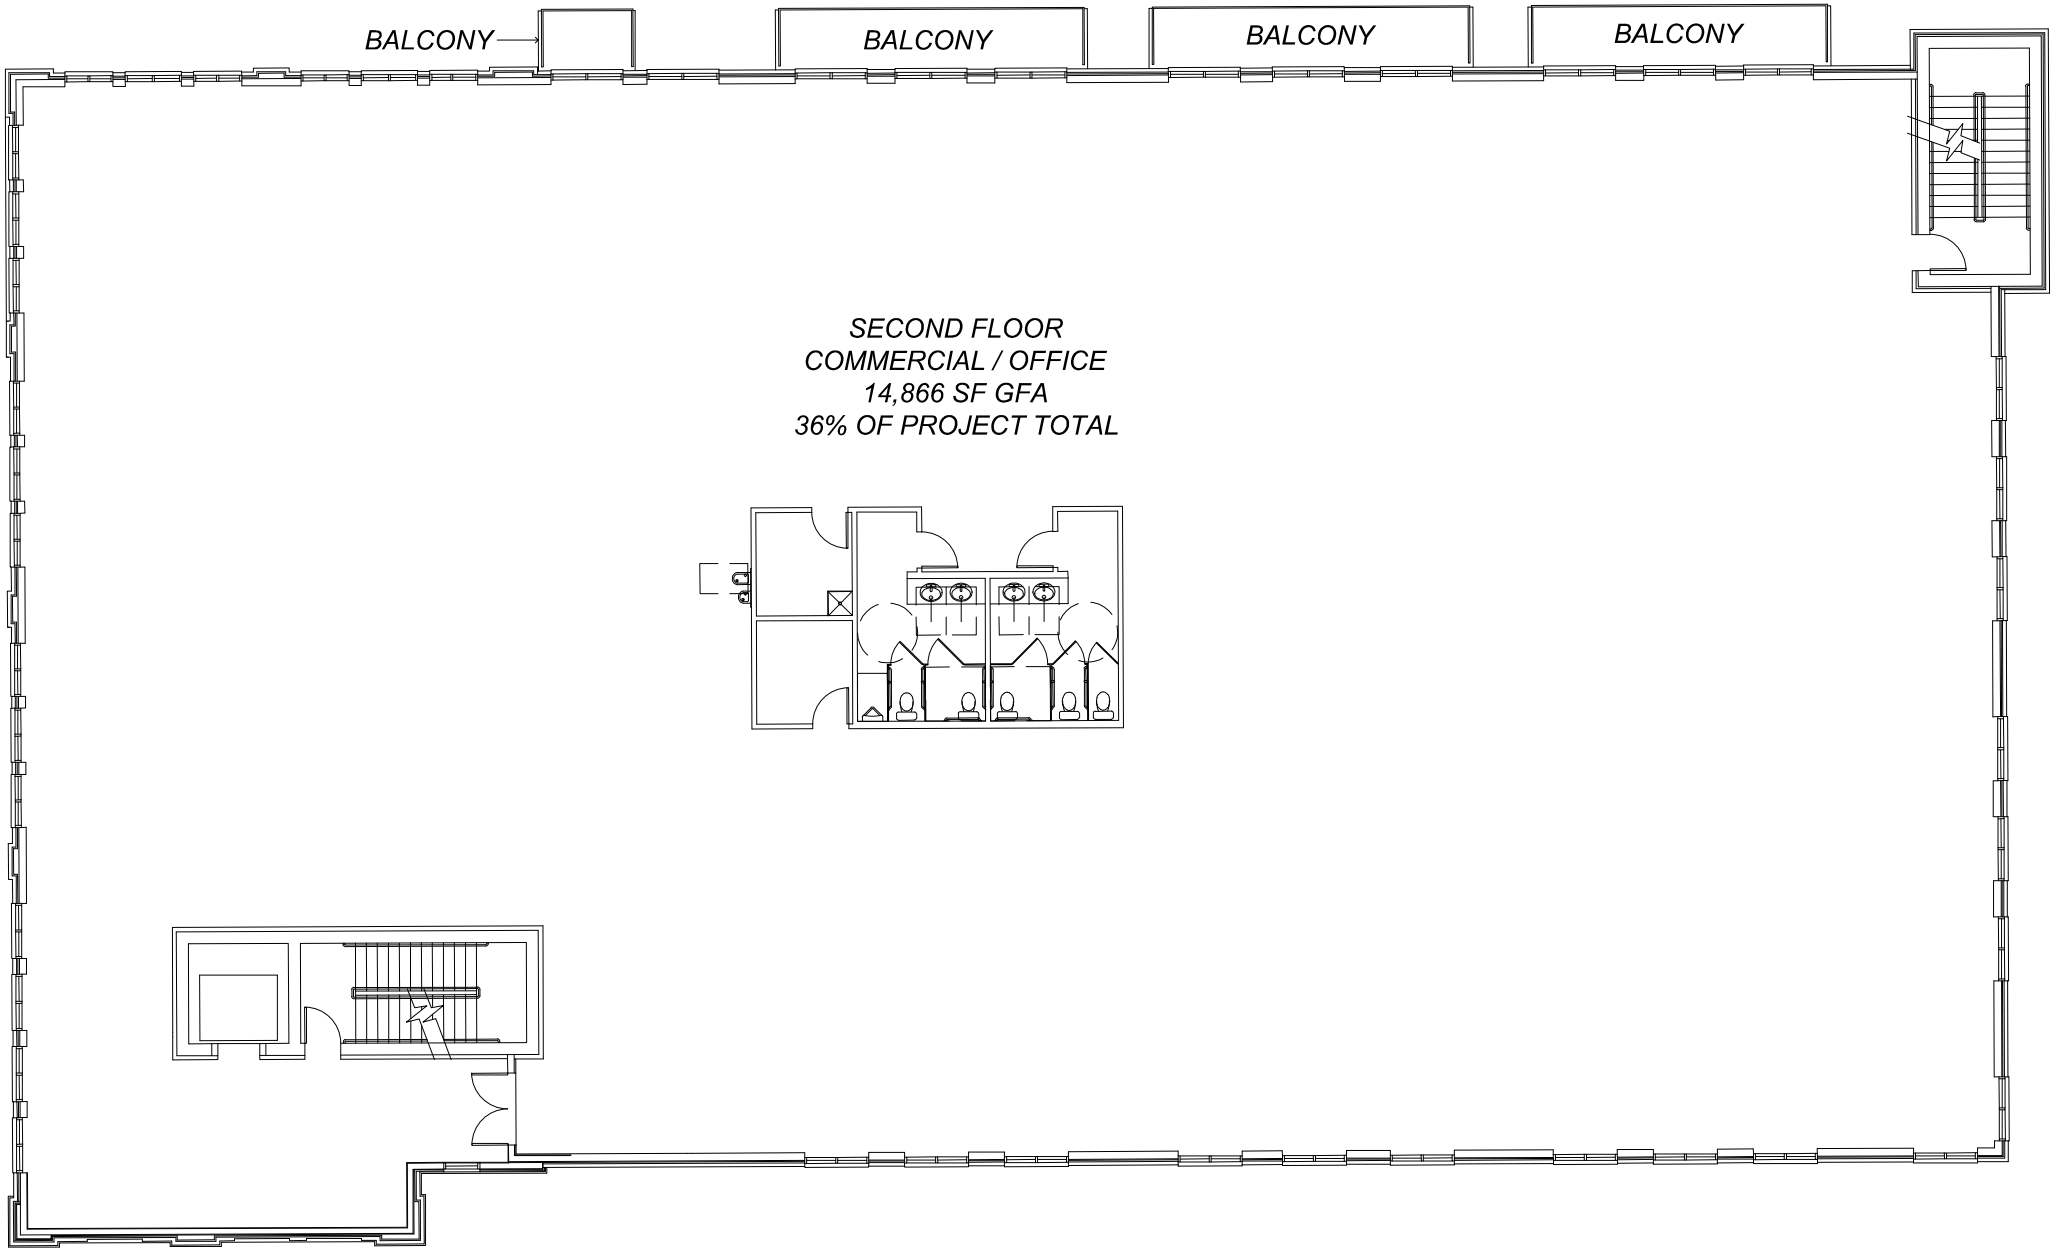 BALCONY
BALCONY
BALCONY
BALCONY
SECOND FLOOR
COMMERCIAL / OFFICE
14,866 SF GFA
36% OF PROJECT TOTAL